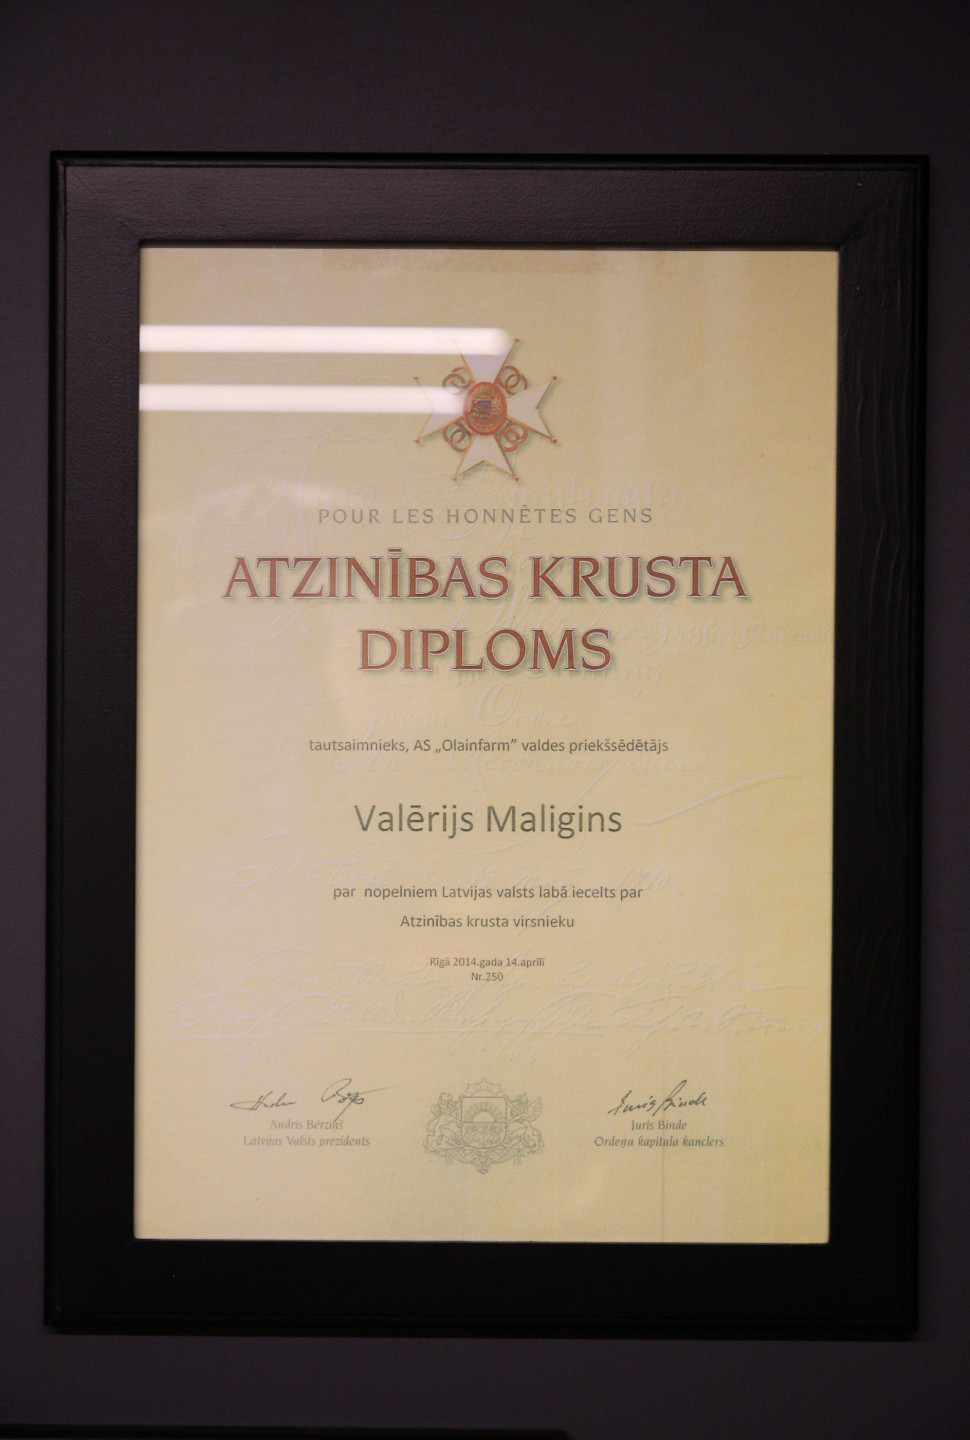 POUR LES HONNÊTES GENS
ATZINĪBAS KRUSTA
DIPLOMS
tautsaimnieks, AS „Olainfarm” valdes priekšsēdētājs
Valērijs Maligins
par nopelniem Latvijas valsts labā iecelts par
Atzinības krusta virsnieku
Rīgā 2014.gada 14.aprīlī
Nr.250
Andris Bērziņš
Latvijas Valsts prezidents
Juris Binde
Juris Binde
Ordeņu kapitula kanclers